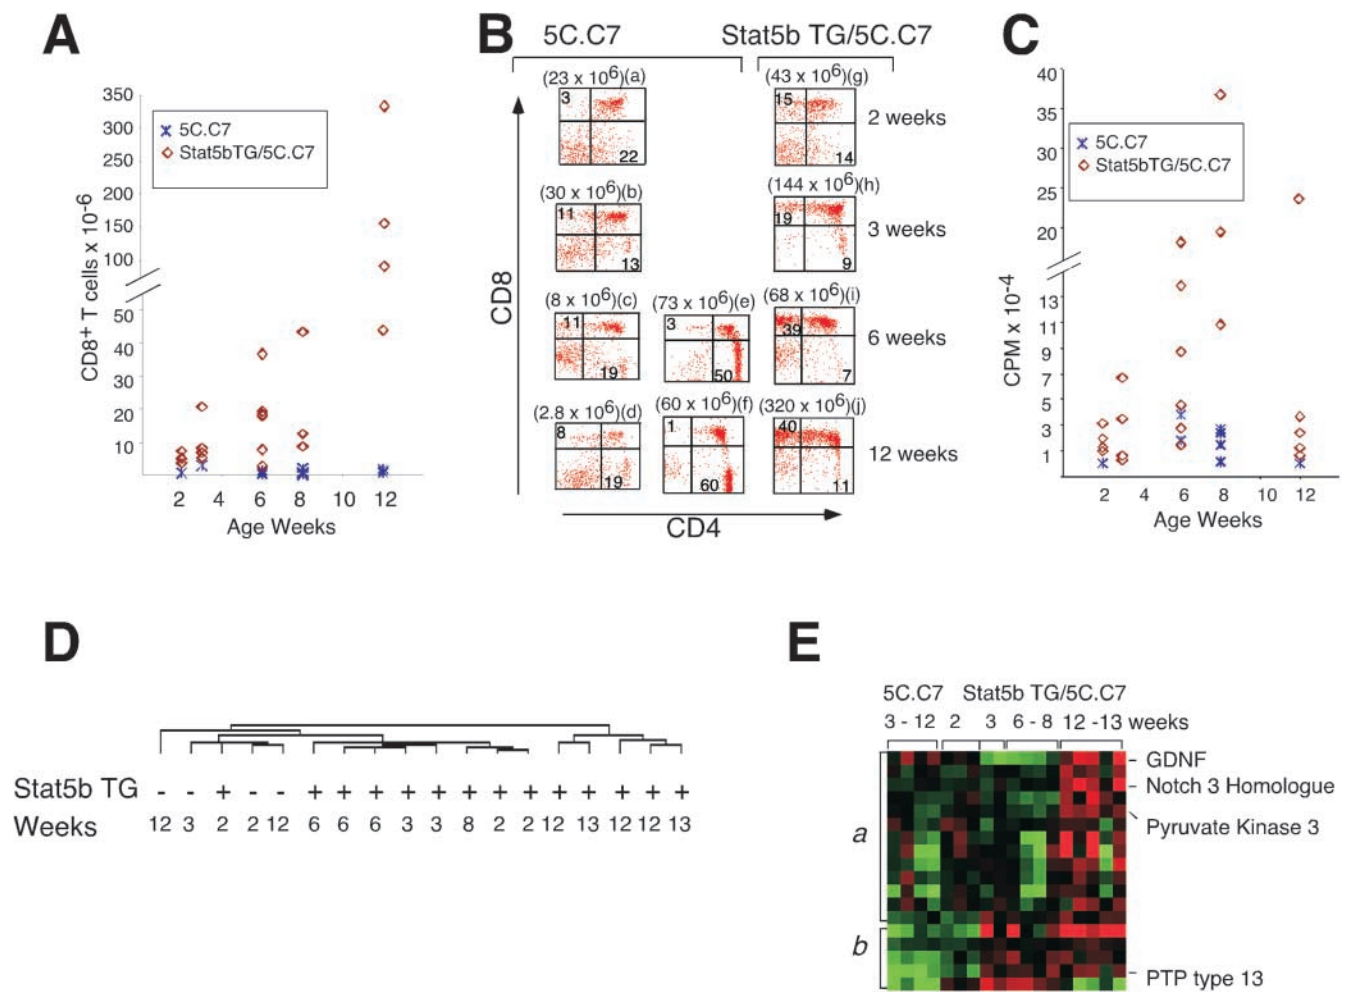 A
350
300
250
200
150
100
50
40
30
20
10
CD8+ T cells x 10-6
5C.C7
Stat5bTG/5C.C7
2 4 6 8 10 12
Age Weeks
B
5C.C7 Stat5b TG/5C.C7
(23 x 10^6)(a) (43 x 10^6)(g)
3 15
22 14
2 weeks
(30 x 10^6)(b) (144 x 10^6)(h)
11 19
13 9
3 weeks
(8 x 10^6)(c) (73 x 10^6)(e) (68 x 10^6)(i)
11 3 39
19 50 7
6 weeks
(2.8 x 10^6)(d) (60 x 10^6)(f) (320 x 10^6)(j)
8 1 40
19 60 11
12 weeks
CD8
CD4
C
40
35
30
25
20
13
11
9
7
5
3
1
CPM x 10-4
5C.C7
Stat5bTG/5C.C7
2 4 6 8 10 12
Age Weeks
D
Stat5b TG - - + - - + + + + + + + + + + + + +
Weeks 12 3 2 2 12 6 6 6 3 3 8 2 2 12 13 12 12 13
E
5C.C7 Stat5b TG/5C.C7
3 - 12 2 3 6 - 8 12 -13 weeks
a
b
GDNF
Notch 3 Homologue
Pyruvate Kinase 3
PTP type 13